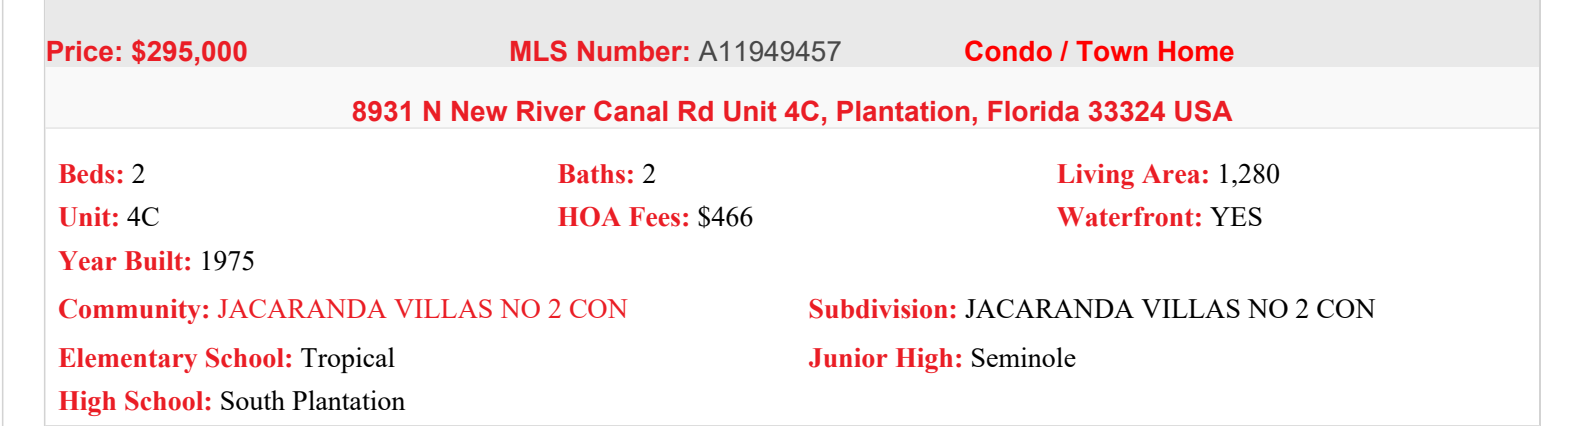 Price: $295,000 MLS Number: A11949457 Condo / Town Home
8931 N New River Canal Rd Unit 4C, Plantation, Florida 33324 USA
Beds: 2 Baths: 2 Living Area: 1,280
Unit: 4C HOA Fees: $466 Waterfront: YES
Year Built: 1975
Community: JACARANDA VILLAS NO 2 CON Subdivision: JACARANDA VILLAS NO 2 CON
Elementary School: Tropical Junior High: Seminole
High School: South Plantation